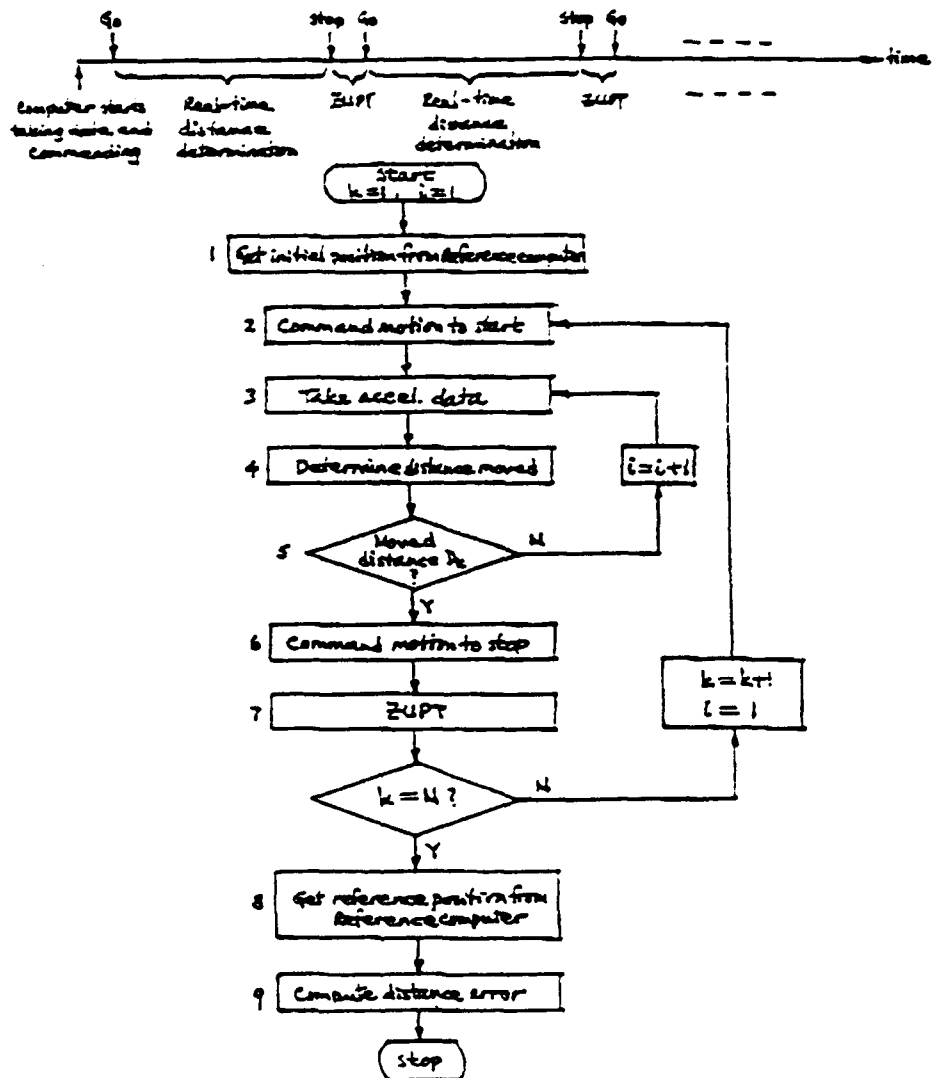 Go
Stop Go
Stop Go
time
Computer starts
taking data and
commanding
Real-time
distance
determination
ZUPT
Real-time
distance
determination
ZUPT
Start
k=1, i=1
1 Get initial position from Reference computer
2 Command motion to start
3 Take accel. data
4 Determine distance moved
i=i+1
5 Moved
distance Dk
?
N
Y
6 Command motion to stop
7 ZUPT
k=k+1
i=1
k=N?
N
Y
8 Get reference position from
Reference computer
9 Compute distance error
Stop